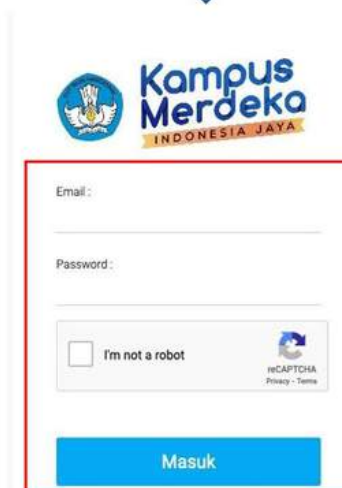 Kampus
Merdeka
INDONESIA JAYA
Email :
Password :
I'm not a robot
reCAPTCHA
Privacy - Terms
Masuk